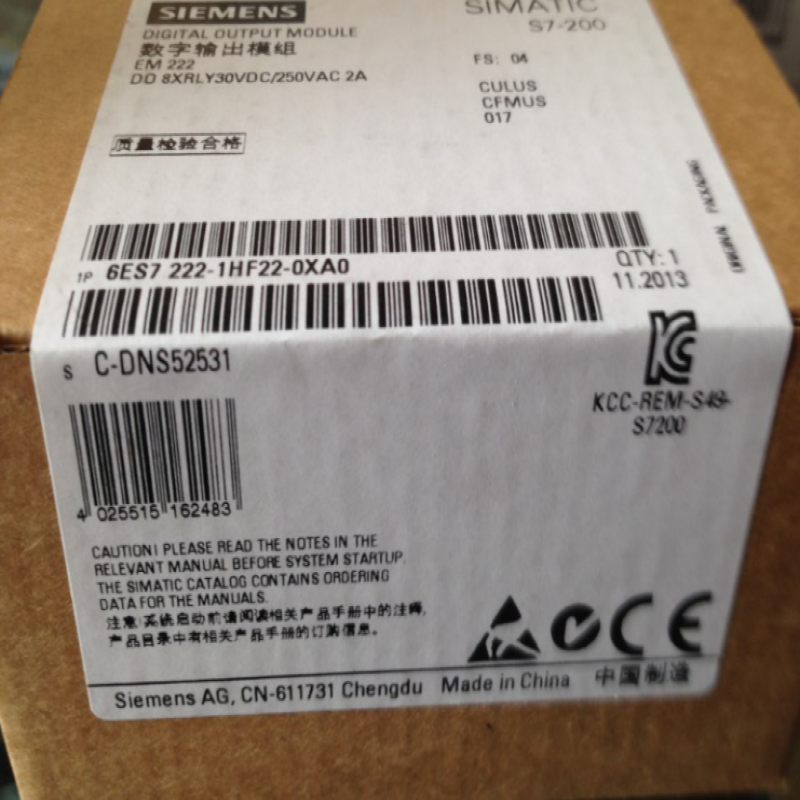 SIEMENS
SIMATIC
S7-200
DIGITAL OUTPUT MODULE
数字输出模组
EM 222
DO 8XRLY30VDC/250VAC 2A
FS: 04
CULUS
CFMUS
017
质量检验合格
ORIGINAL PACKAGING
1P 6ES7 222-1HF22-0XA0
QTY: 1
11.2013
S C-DNS52531
KCC-REM-S49-
S7200
4 025515 162483
CAUTION! PLEASE READ THE NOTES IN THE
RELEVANT MANUAL BEFORE SYSTEM STARTUP.
THE SIMATIC CATALOG CONTAINS ORDERING
DATA FOR THE MANUALS.
注意:系统启动前请阅读相关产品手册中的注释,
产品目录中有相关产品手册的订购信息。
CE
Siemens AG, CN-611731 Chengdu Made in China 中国制造